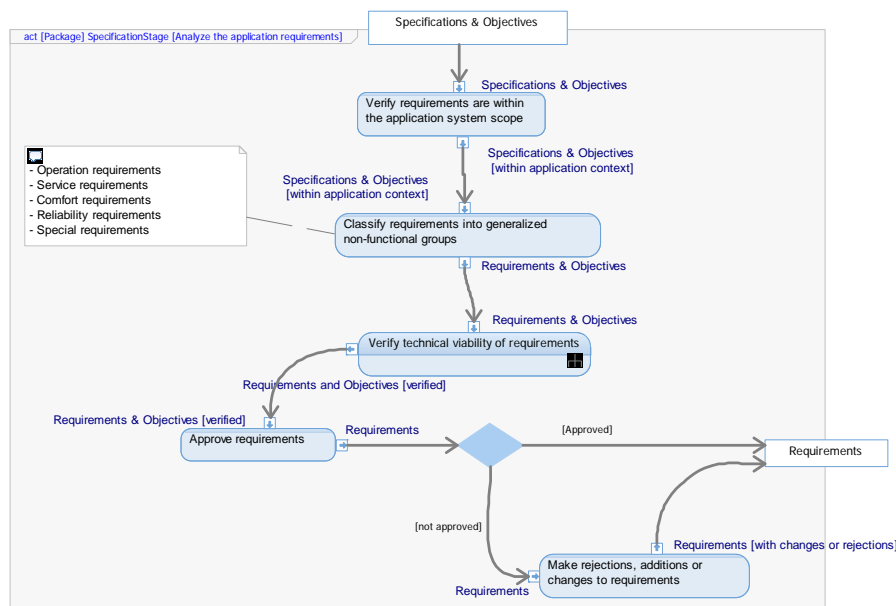 Specifications & Objectives
act [Package] SpecificationStage [Analyze the application requirements]
Specifications & Objectives
Verify requirements are within
the application system scope
Specifications & Objectives
[within application context]
- Operation requirements
- Service requirements
- Comfort requirements
- Reliability requirements
- Special requirements
Specifications & Objectives
[within application context]
Classify requirements into generalized
non-functional groups
Requirements & Objectives
Requirements & Objectives
Verify technical viability of requirements
Requirements and Objectives [verified]
Requirements & Objectives [verified]
Approve requirements
Requirements
[Approved]
Requirements
[not approved]
Requirements [with changes or rejections]
Make rejections, additions or
changes to requirements
Requirements